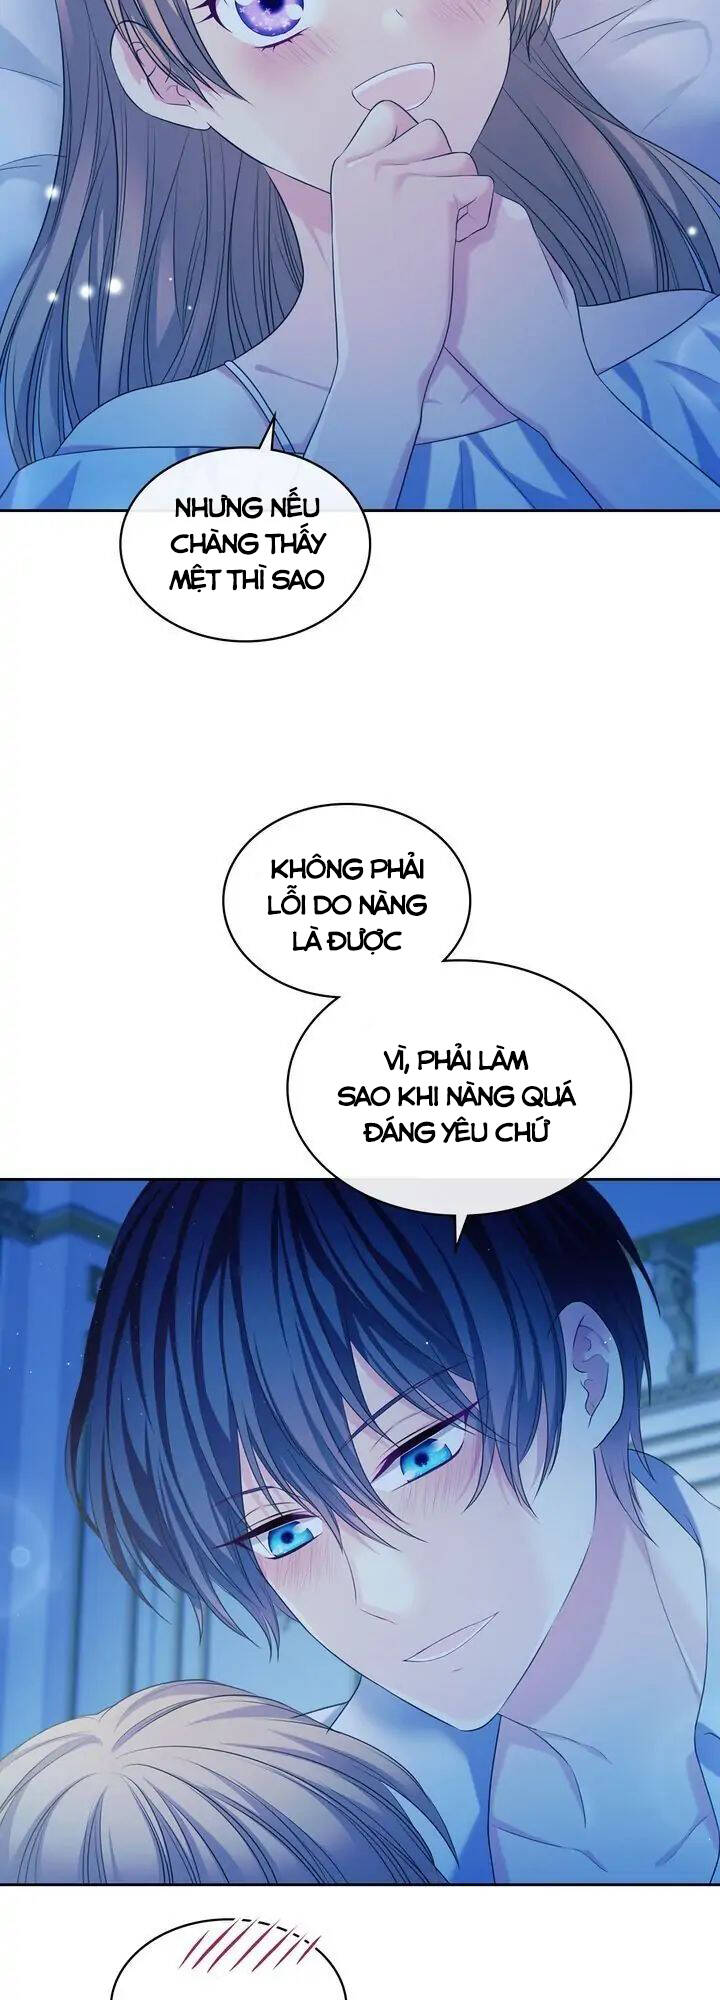 NHƯNG NẾU
CHÀNG THẤY
MỆT THÌ SAO
KHÔNG PHẢI
LỖI DO NÀNG
LÀ ĐƯỢC
VÌ, PHẢI LÀM
SAO KHI NÀNG QUÁ
ĐÁNG YÊU CHỨ